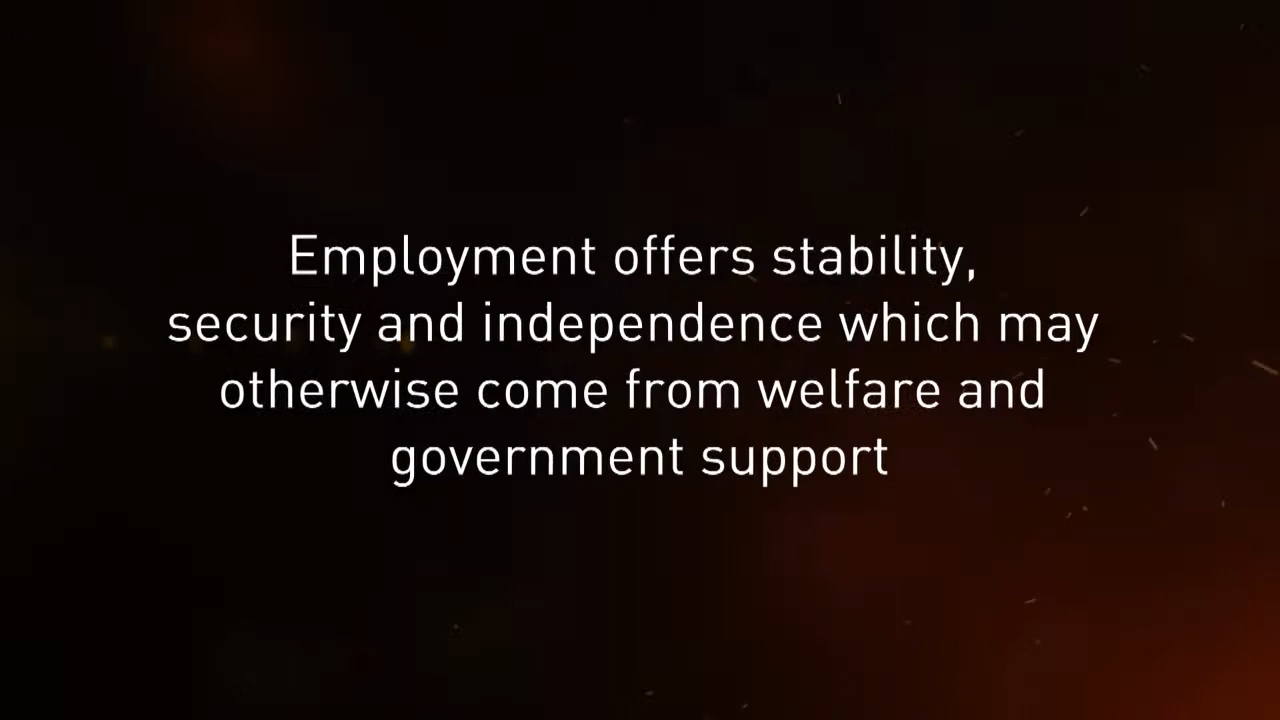 Employment offers stability,
security and independence which may
otherwise come from welfare and
government support